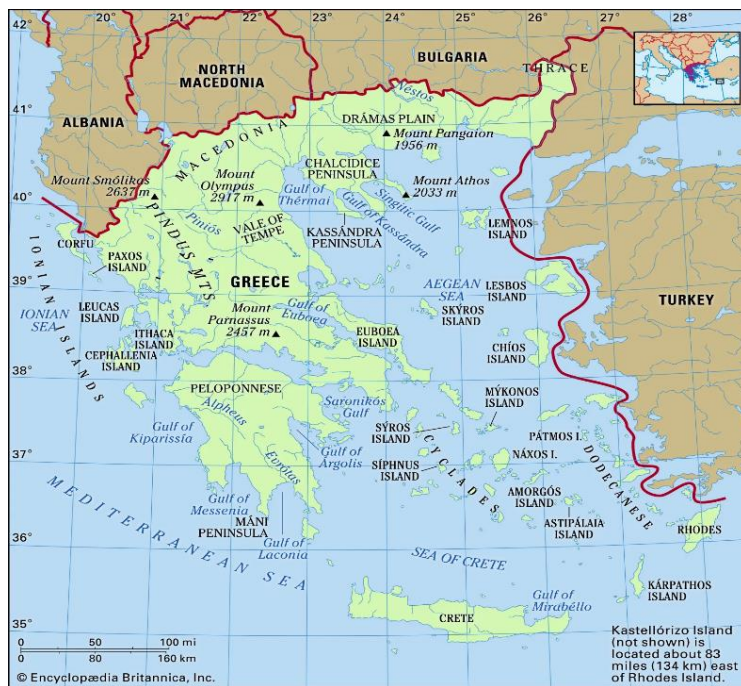 20°
21°
22°
23°
24°
25°
26°
27°
28°
41°
40°
39°
38°
37°
36°
35°
BULGARIA
NORTH
MACEDONIA
ALBANIA
THRACE
Néstos
DRÁMAS PLAIN
Mount Pangaion
1956 m
MACEDONIA
CHALCIDICE
PENINSULA
Mount Smólikas
2637 m
Mount
Olympus
2917 m
Gulf of
Thérmai
Mount Athos
2033 m
Singitic Gulf
Gulf of Kassándra
KASSÁNDRA
PENINSULA
LEMNOS
ISLAND
Piniós
VALE OF
TEMPE
PINDUS MTS.
CORFU
PAXOS
ISLAND
GREECE
AEGEAN
SEA
LESBOS
ISLAND
TURKEY
IONIAN
SEA
IONIAN ISLANDS
LEUCAS
ISLAND
Mount
Parnassus
2457 m
Gulf of
Euboea
SKÝROS
ISLAND
ITHACA
ISLAND
EUBOEA
ISLAND
CHÍOS
ISLAND
CEPHALLENIA
ISLAND
PELOPONNESE
Saronikós
Gulf
MÝKONOS
ISLAND
Alpheus
Gulf of
Kiparissía
Gulf of
Argolis
SÝROS
ISLAND
PÁTMOS I.
NÁXOS I.
CYCLADES
DODECANESE
SÍPHNUS
ISLAND
Evrótas
AMORGÓS
ISLAND
Gulf of
Messenia
MÁNI
PENINSULA
Gulf of
Laconia
ASTIPÁLAIA
ISLAND
RHODES
MEDITERRANEAN SEA
SEA OF CRETE
KÁRPATHOS
ISLAND
Gulf of
Mirabéllo
CRETE
0 50 100 mi
0 80 160 km
© Encyclopædia Britannica, Inc.
Kastellórizo Island
(not shown) is
located about 83
miles (134 km) east
of Rhodes Island.